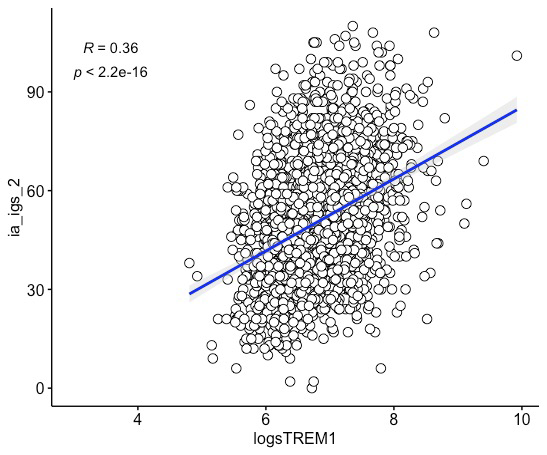 R = 0.36
p < 2.2e-16
90
60
30
0
ia_igs_2
4 6 8 10
logsTREM1